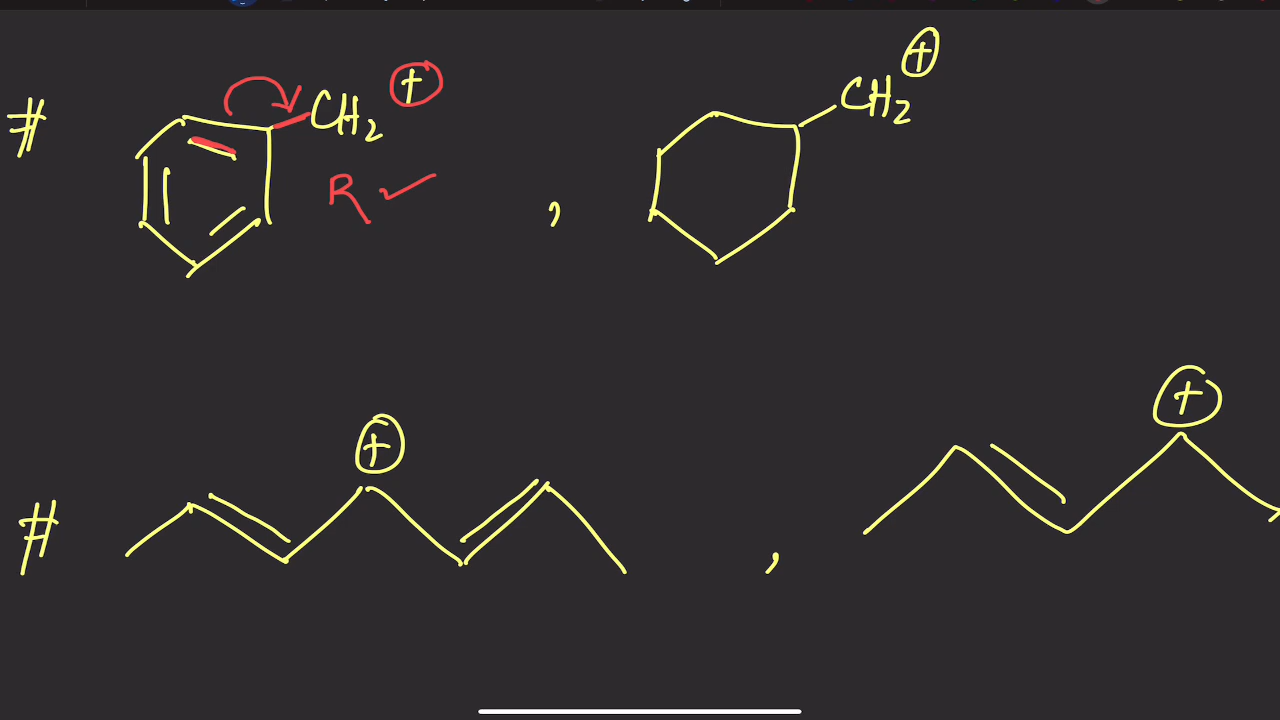 # CH₂ ⊕ , CH₂ ⊕
R ✓
# ⊕ , ⊕